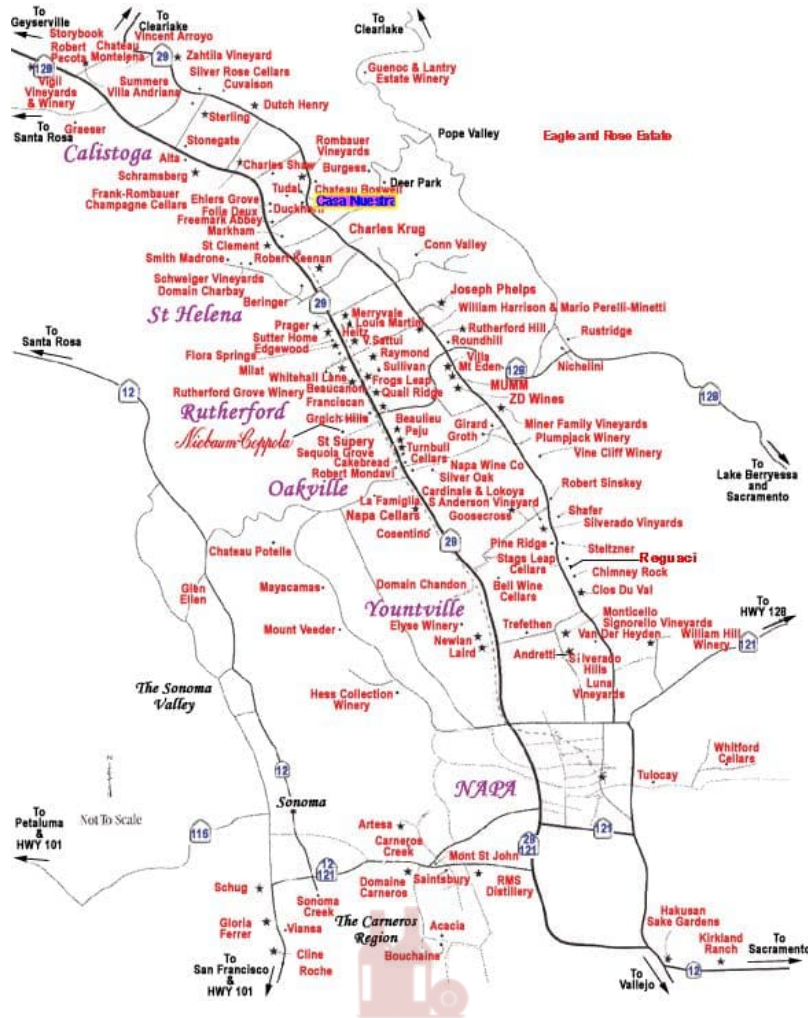 To
Geyserville
To
Clearlake
To
Clearlake
Storybook
Vincent Arroyo
Robert
Pecota
Chateau
Montelena
29
Zahtila Vineyard
128
Vigil
Vineyards
& Winery
Summers
Villa Andriana
Silver Rose Cellars
Cuvaison
Guenoc & Lantry
Estate Winery
Dutch Henry
Sterling
To
Santa Rosa
Graeser
Stonegate
Pope Valley
Eagle and Rose Estate
Calistoga
Alta
Rombauer
Vineyards
Charles Shaw
Burgess
Schramsberg
Deer Park
Tudal
Chateau Boswell
Frank-Rombauer
Champagne Cellars
Ehlers Grove
Casa Nuestra
Folie Deux
Freemark Abbey
Markham
Charles Krug
St Clement
Conn Valley
Smith Madrone
Robert Keenan
Schweiger Vineyards
Domain Charbay
Beringer
Joseph Phelps
29
William Harrison & Mario Perelli-Minetti
St Helena
Merryvale
Prager
Louis Martini
Rutherford Hill
Rustridge
To
Santa Rosa
Sutter Home
Heitz
V.Sattui
Roundhill
Edgewood
Flora Springs
Raymond
Villa
Mt Eden
Nichelini
Milat
Sullivan
128
Whitehall Lane
Frogs Leap
MUMM
12
Rutherford Grove Winery
Beaucanon
Quail Ridge
ZD Wines
128
Franciscan
Rutherford
Grgich Hills
Beaulieu
Niebaum-Coppola
Peju
Girard
Groth
Miner Family Vineyards
Plumpjack Winery
St Supery
Turnbull
Cellars
Sequoia Grove
Cakebread
Vine Cliff Winery
Robert Mondavi
Napa Wine Co
Silver Oak
To
Lake Berryessa
and
Sacramento
Oakville
Cardinale & Lokoya
Robert Sinskey
La Famiglia
S Anderson Vineyard
Napa Cellars
Goosecross
Shafer
Silverado Vinyards
Cosentino
29
Pine Ridge
Steltzner
Chateau Potelle
Stags Leap
Cellars
Reguaci
Chimney Rock
Glen
Ellen
Mayacamas
Domain Chandon
Bell Wine
Cellars
Clos Du Val
Yountville
To
HWY 128
Mount Veeder
Elyse Winery
Trefethen
Monticello
Signorello Vineyards
Newlan
Van Der Heyden
William Hill
Winery
121
Laird
Andretti
Silverado
Hills
Luna
Vineyards
The Sonoma
Valley
Hess Collection
Winery
Whitford
Cellars
12
Tulocay
N
NAPA
Sonoma
Not To Scale
To
Petaluma
&
HWY 101
116
Artesa
29
121
121
Carneros
Creek
Mont St John
12
121
Domaine
Carneros
Saintsbury
RMS
Distillery
Schug
Sonoma
Creek
Gloria
Ferrer
Viansa
The Carneros
Region
Acacia
Hakusan
Sake Gardens
Kirkland
Ranch
To
Sacramento
Cline
Bouchaine
To
San Francisco
&
HWY 101
Roche
To
Vallejo
12